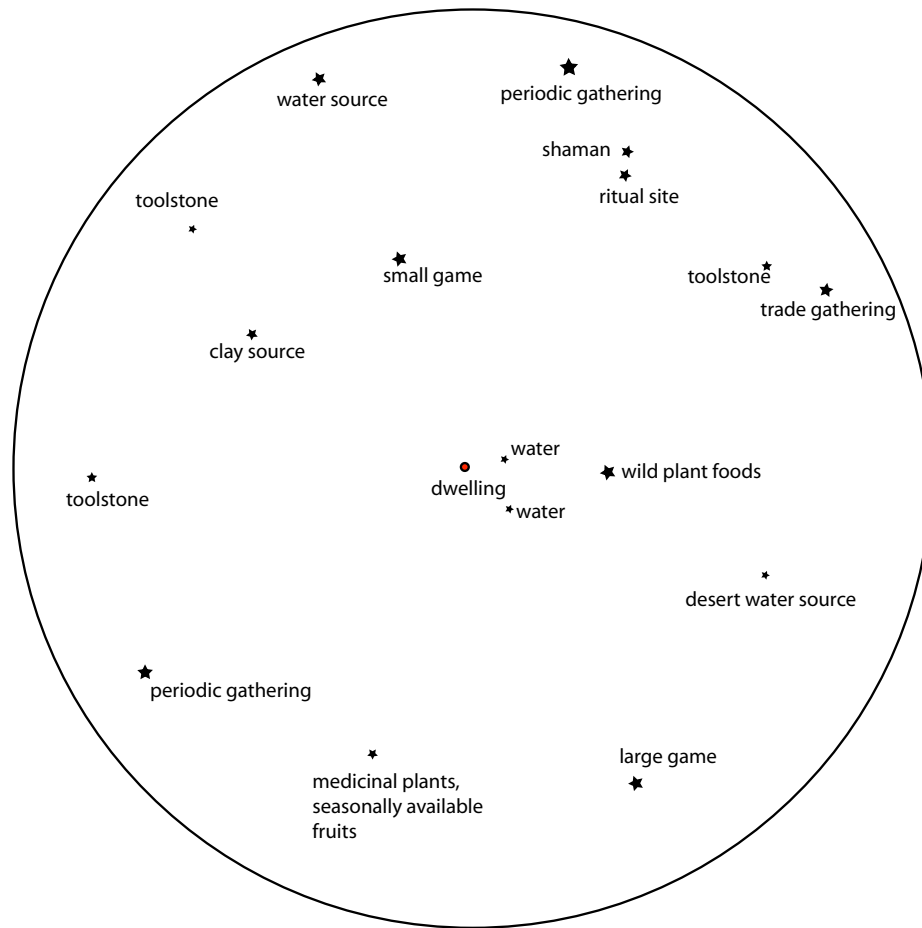 water source
periodic gathering
shaman
ritual site
toolstone
small game
toolstone
trade gathering
clay source
water
wild plant foods
dwelling
toolstone
water
desert water source
periodic gathering
large game
medicinal plants,
seasonally available
fruits